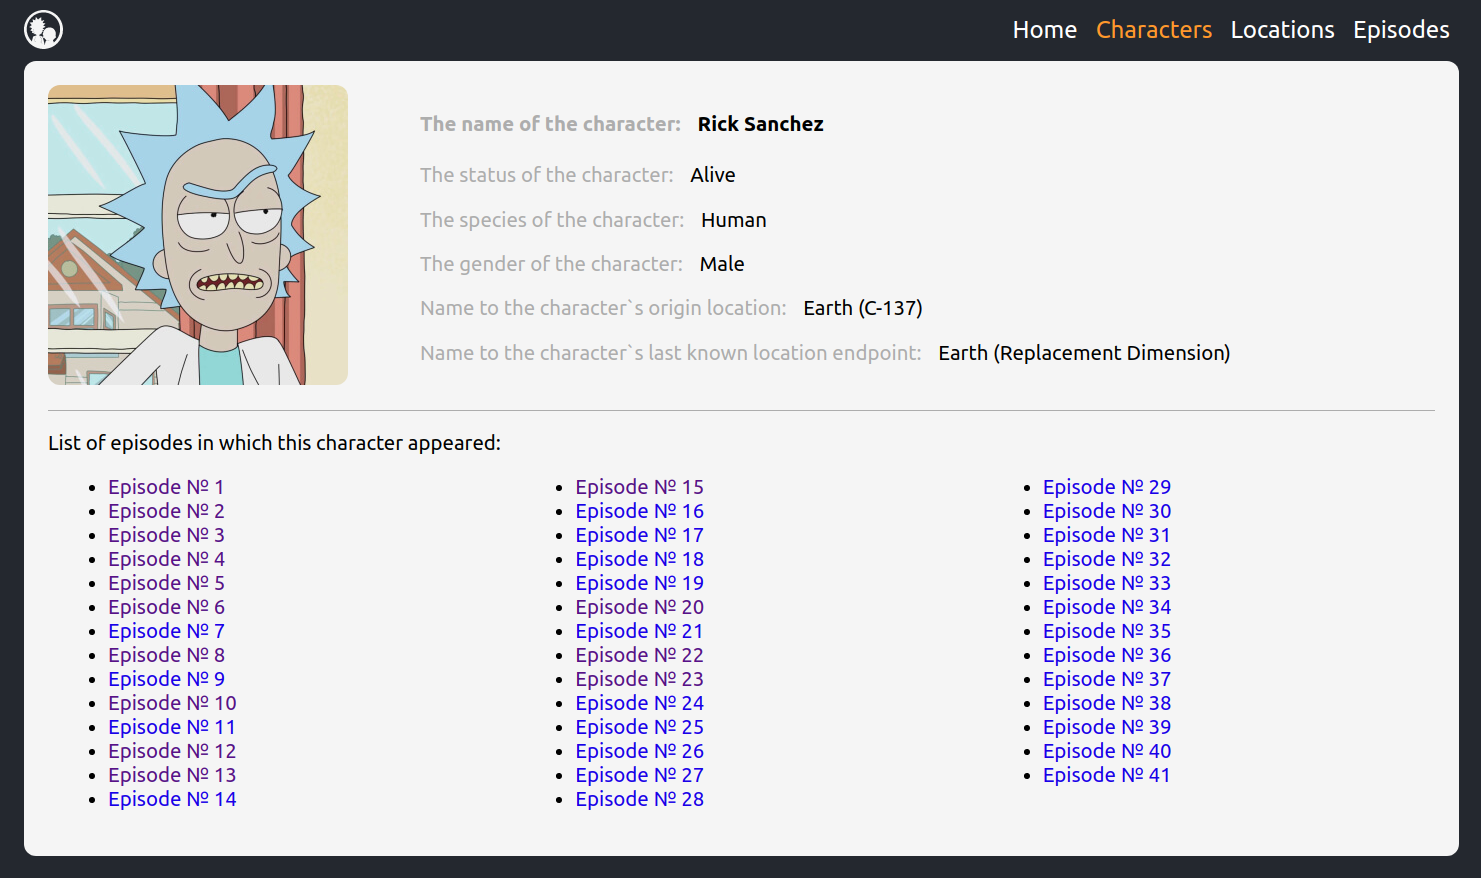 Home Characters Locations Episodes
The name of the character: Rick Sanchez
The status of the character: Alive
The species of the character: Human
The gender of the character: Male
Name to the character`s origin location: Earth (C-137)
Name to the character`s last known location endpoint: Earth (Replacement Dimension)
List of episodes in which this character appeared:
Episode № 1
Episode № 2
Episode № 3
Episode № 4
Episode № 5
Episode № 6
Episode № 7
Episode № 8
Episode № 9
Episode № 10
Episode № 11
Episode № 12
Episode № 13
Episode № 14
Episode № 15
Episode № 16
Episode № 17
Episode № 18
Episode № 19
Episode № 20
Episode № 21
Episode № 22
Episode № 23
Episode № 24
Episode № 25
Episode № 26
Episode № 27
Episode № 28
Episode № 29
Episode № 30
Episode № 31
Episode № 32
Episode № 33
Episode № 34
Episode № 35
Episode № 36
Episode № 37
Episode № 38
Episode № 39
Episode № 40
Episode № 41